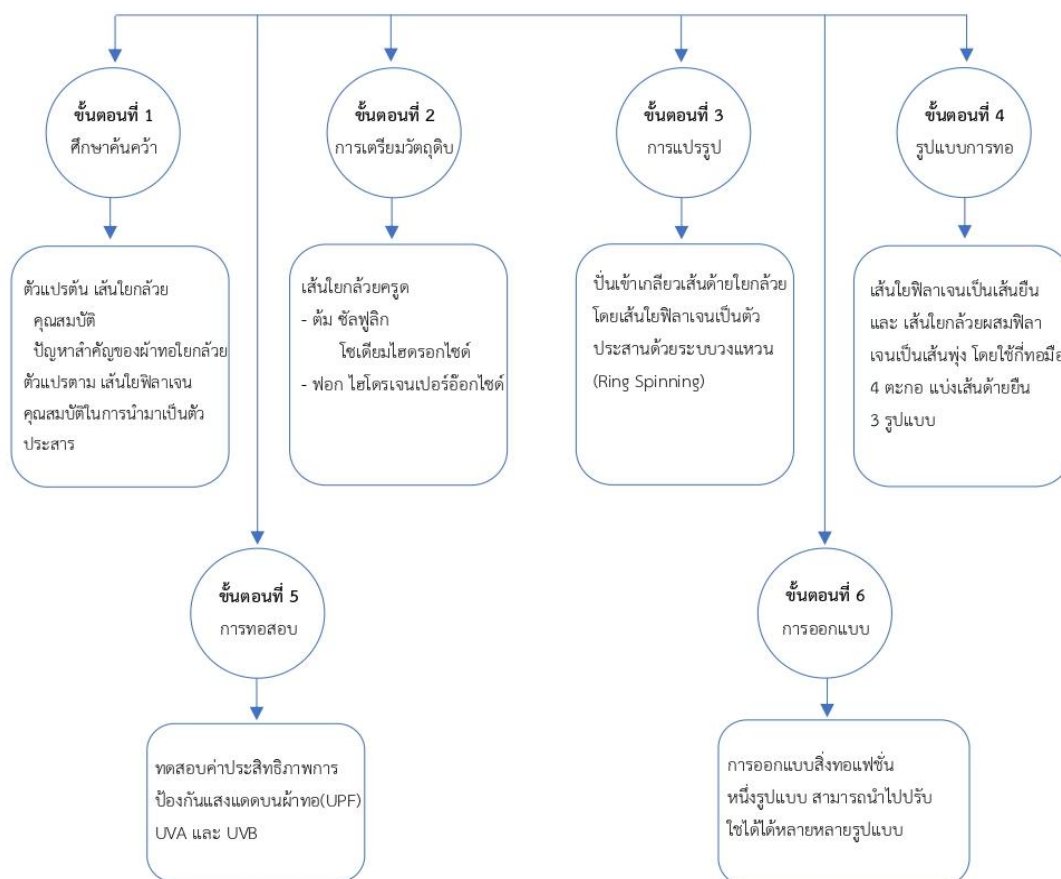 ขั้นตอนที่ 1
ศึกษาค้นคว้า
ตัวแปรต้น เส้นใยกล้วย
คุณสมบัติ
ปัญหาสำคัญของผ้าทอใยกล้วย
ตัวแปรตาม เส้นใยฟิลาเจน
คุณสมบัติในการนำมาเป็นตัว
ประสาร
ขั้นตอนที่ 2
การเตรียมวัตถุดิบ
เส้นใยกล้วยครูด
- ต้ม ซัลฟูลิก
โซเดียมไฮดรอกไซด์
- ฟอก ไฮโดรเจนเปอร์อ๊อกไซด์
ขั้นตอนที่ 3
การแปรรูป
ปั่นเข้าเกลียวเส้นด้ายใยกล้วย
โดยเส้นใยฟิลาเจนเป็นตัว
ประสานด้วยระบบวงแหวน
(Ring Spinning)
ขั้นตอนที่ 4
รูปแบบการทอ
เส้นใยฟิลาเจนเป็นเส้นยืน
และ เส้นใยกล้วยผสมฟิลา
เจนเป็นเส้นพุ่ง โดยใช้กี่ทอมือ
4 ตะกอ แบ่งเส้นด้ายยืน
3 รูปแบบ
ขั้นตอนที่ 5
การทอสอบ
ทดสอบค่าประสิทธิภาพการ
ป้องกันแสงแดดบนผ้าทอ(UPF)
UVA และ UVB
ขั้นตอนที่ 6
การออกแบบ
การออกแบบสิ่งทอแฟชั่น
หนึ่งรูปแบบ สามารถนำไปปรับ
ใชได้ได้หลายหลายรูปแบบ